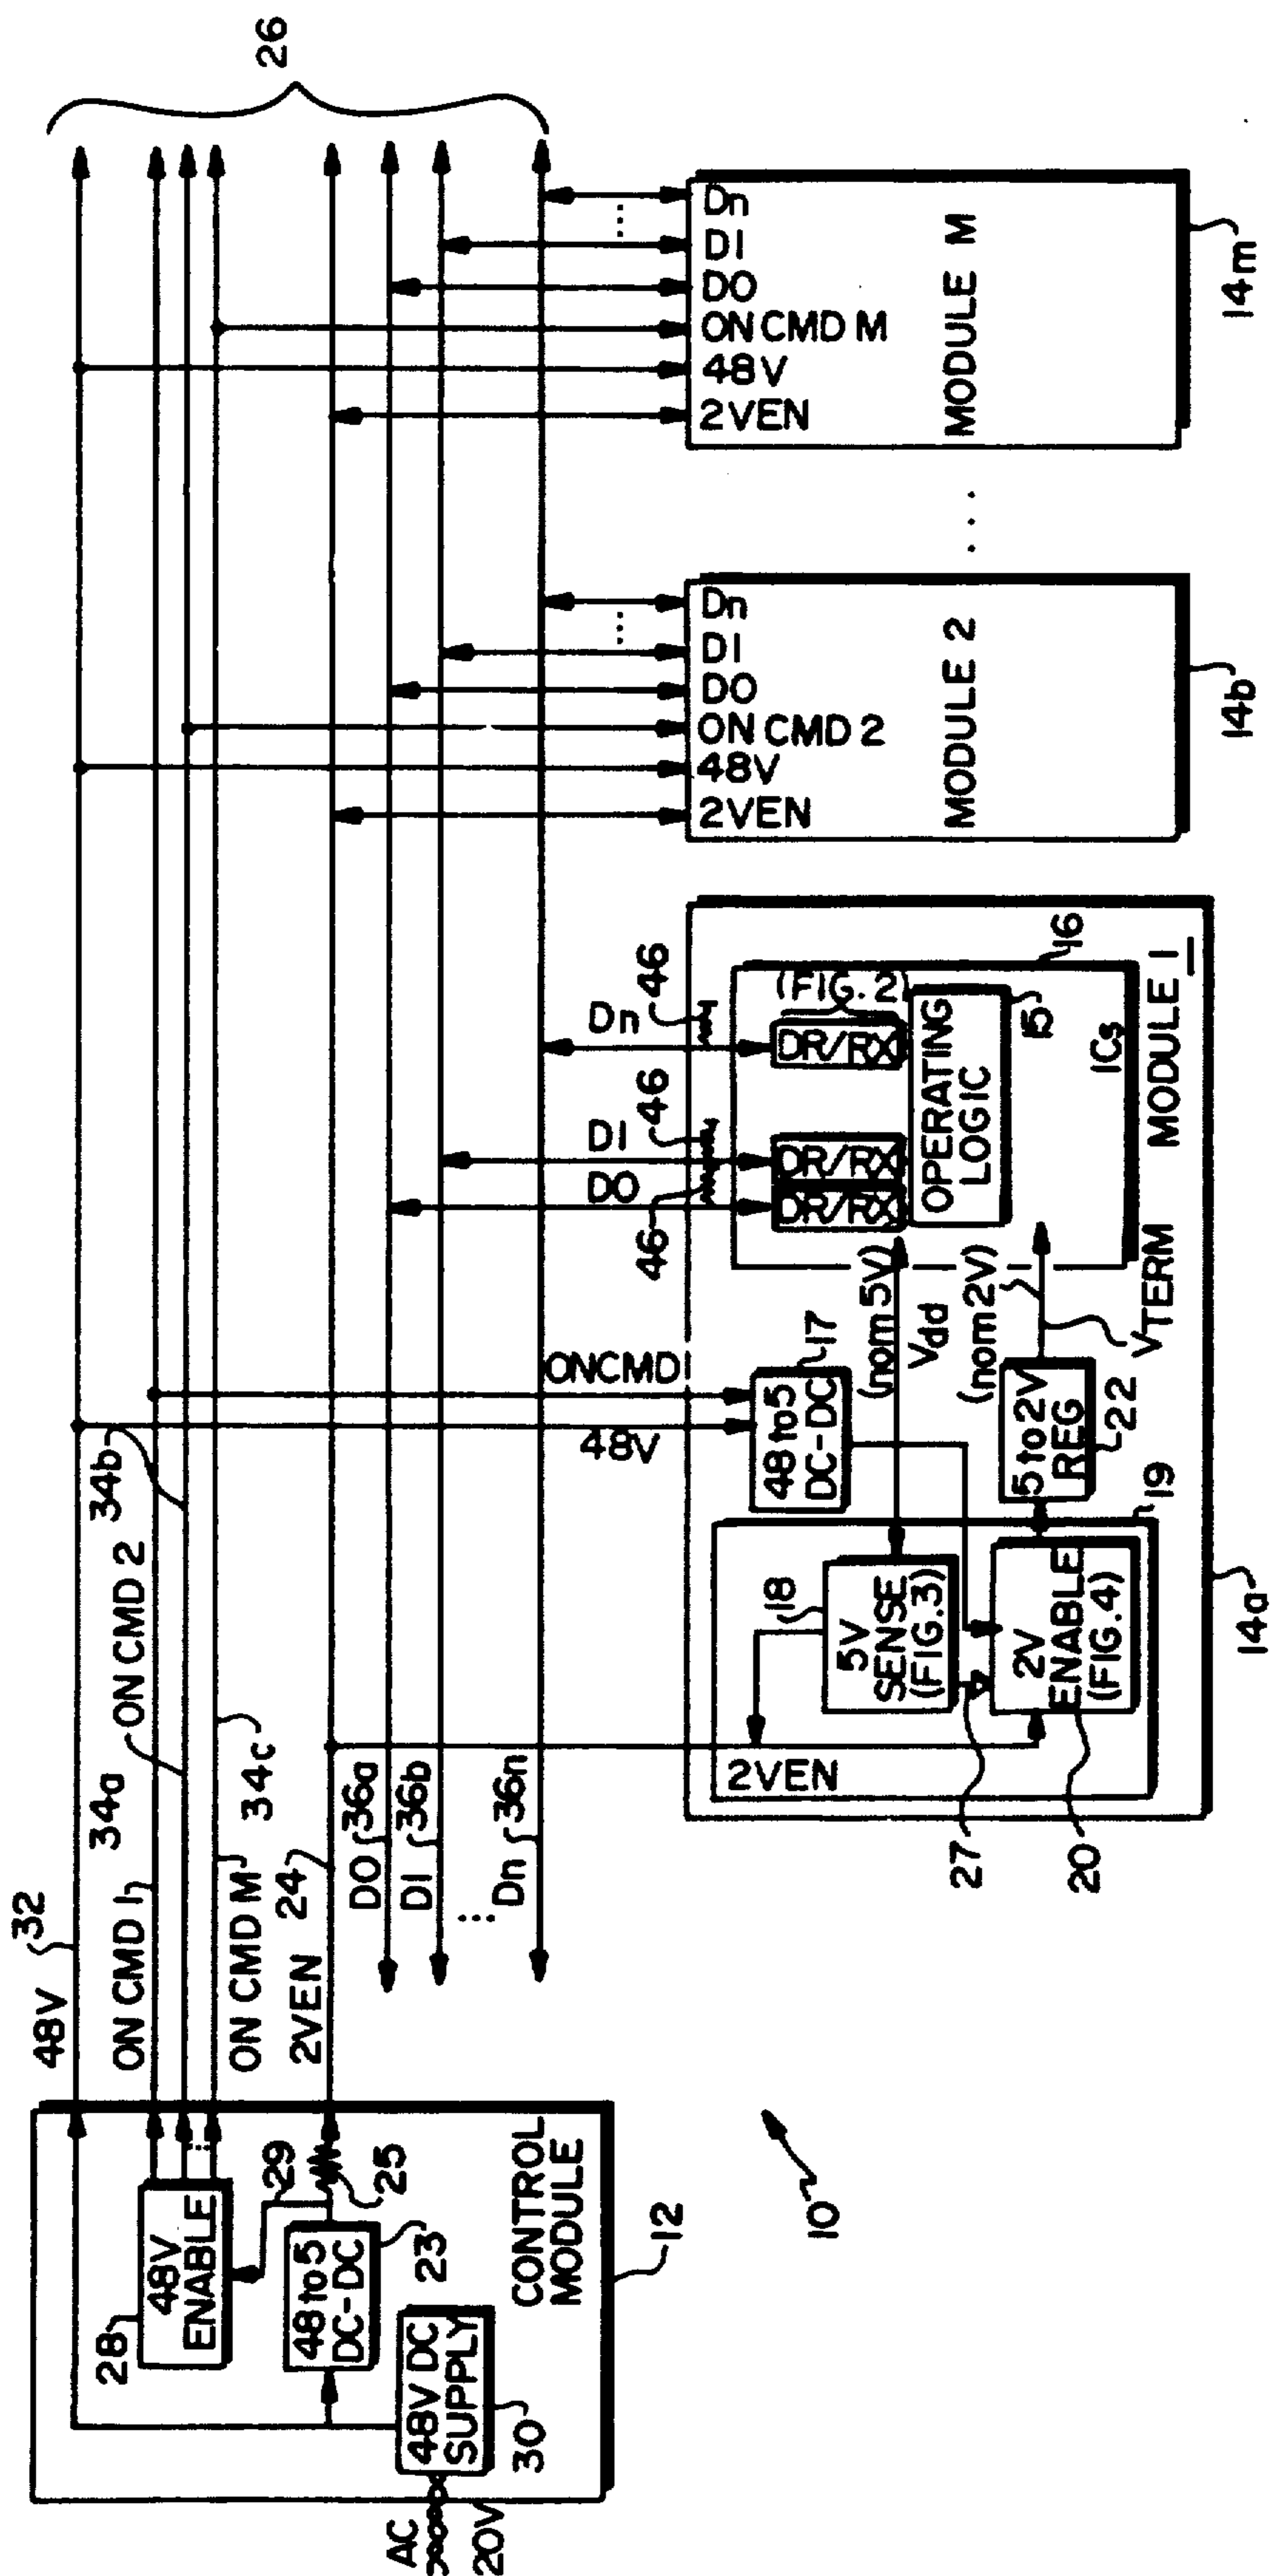 26
48V
32
ON CMD 1
34a
ON CMD 2
34b
ON CMD M
34c
2VEN
24
DO
36a
D1
36b
...
Dn
36n
28
48V
ENABLE
...
29
25
48 to 5
DC-DC
23
48V DC
SUPPLY
30
AC
20V
CONTROL
MODULE
12
10
48V
ONCMD
48 to 5
DC-DC
17
2VEN
18
5V
SENSE
(FIG.3)
27
2V
ENABLE
(FIG.4)
20
19
5 to 2V
REG
22
(nom 5V)
Vdd
(nom 2V)
VTERM
46
DO
D1
46
Dn
46
DR/RX
DR/RX
DR/RX
(FIG. 2)
OPERATING
LOGIC
15
16
ICs
MODULE 1
14a
2VEN
48V
ON CMD 2
DO
D1
...
Dn
MODULE 2
14b
...
2VEN
48V
ON CMD M
DO
D1
...
Dn
MODULE M
14m